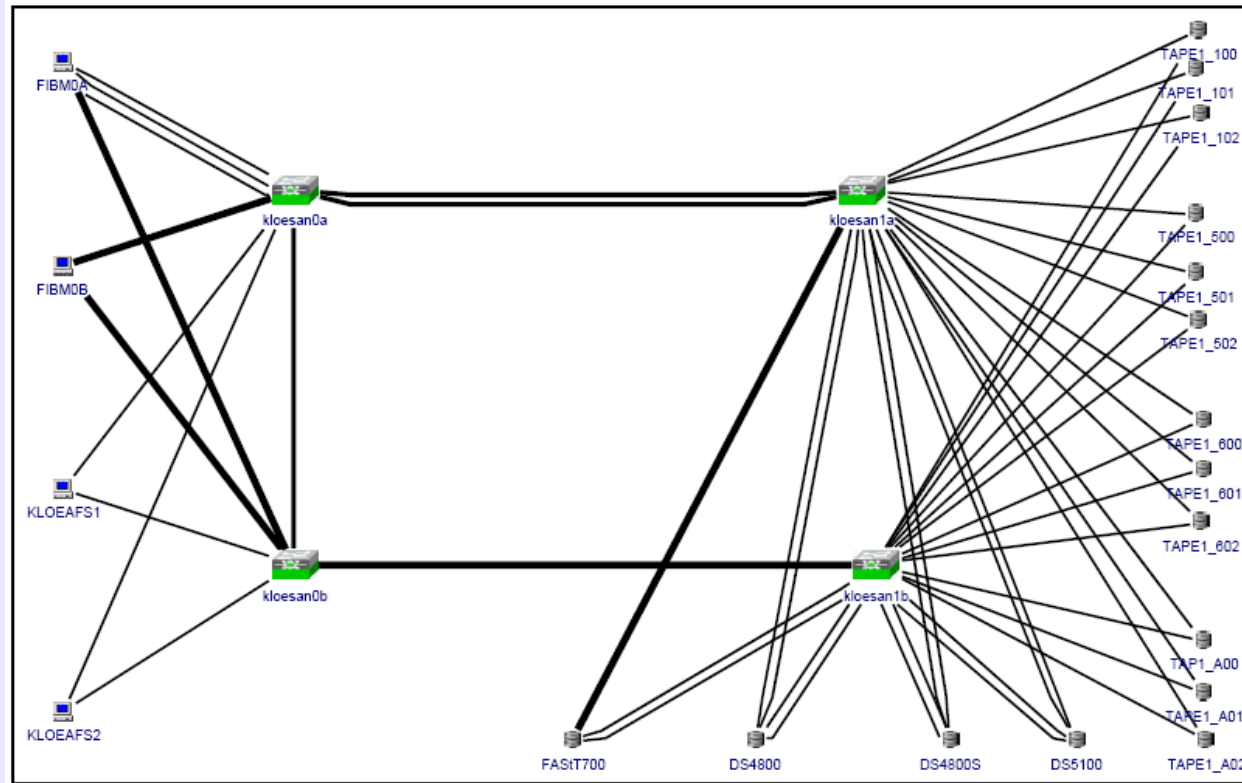 TAPE1_100
FIBM0A
TAPE1_101
TAPE1_102
kloesan0a
kloesan1a
TAPE1_500
FIBM0B
TAPE1_501
TAPE1_502
TAPE1_600
TAPE1_601
KLOEAFS1
TAPE1_602
kloesan0b
kloesan1b
TAP1_A00
TAPE1_A01
KLOEAFS2
FAStT700
DS4800
DS4800S
DS5100
TAPE1_A02